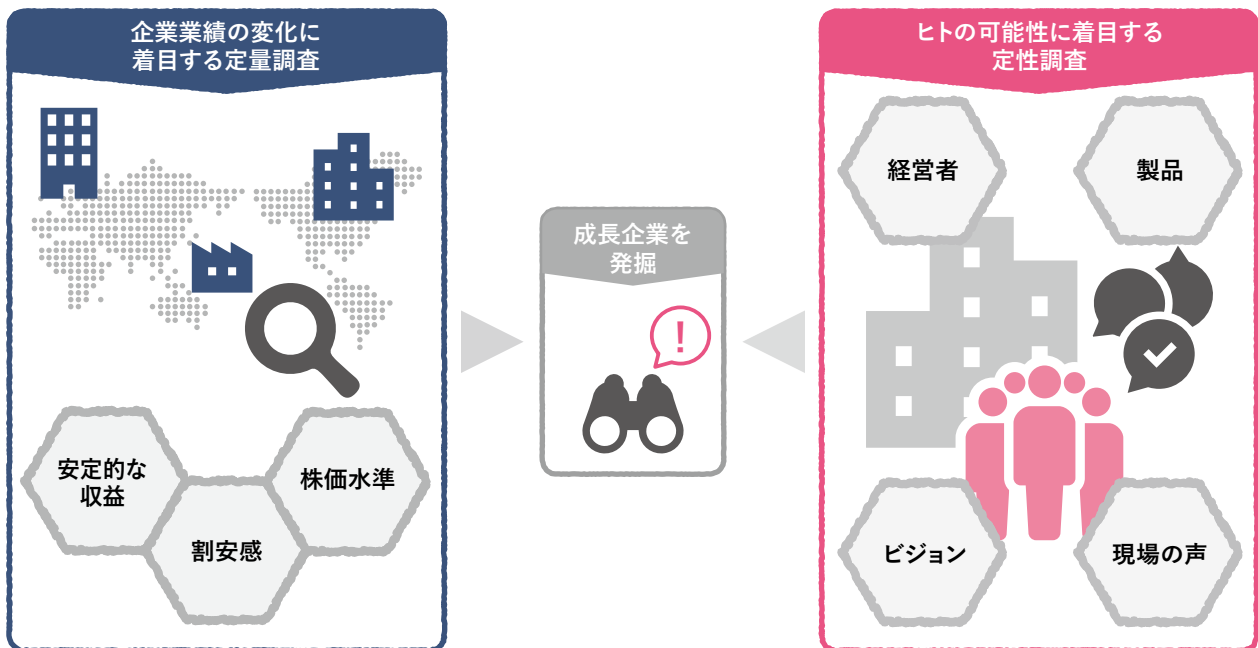 企業業績の変化に
着目する定量調査
安定的な
収益
割安感
株価水準
成長企業を
発掘
!
ヒトの可能性に着目する
定性調査
経営者
製品
ビジョン
現場の声